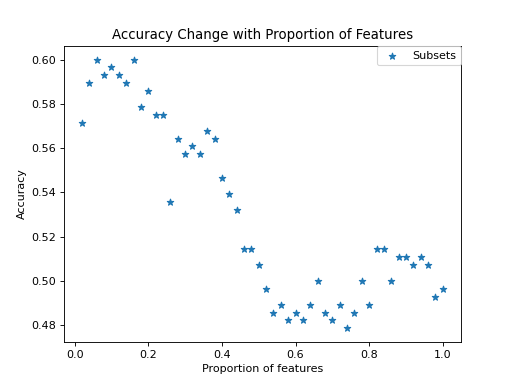 Accuracy Change with Proportion of Features
Subsets
0.60
0.58
0.56
0.54
0.52
0.50
0.48
Accuracy
0.0 0.2 0.4 0.6 0.8 1.0
Proportion of features